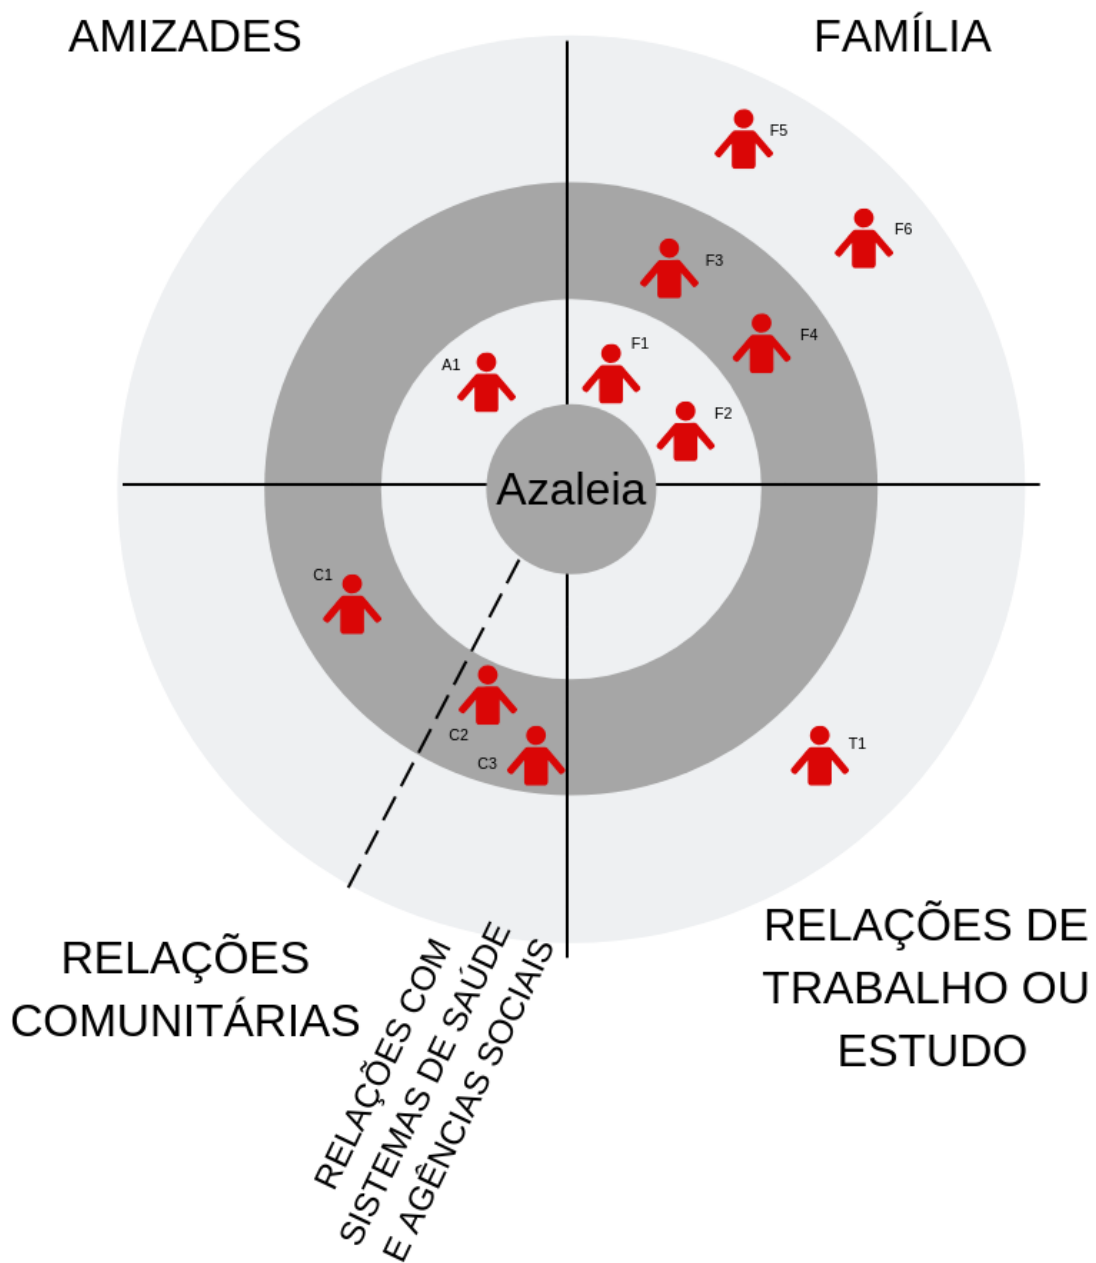 AMIZADES
FAMÍLIA
F5
F6
F3
F4
F1
A1
F2
Azaleia
C1
C2
C3
T1
RELAÇÕES
COMUNITÁRIAS
RELAÇÕES COM
SISTEMAS DE SAÚDE
E AGÊNCIAS SOCIAIS
RELAÇÕES DE
TRABALHO OU
ESTUDO